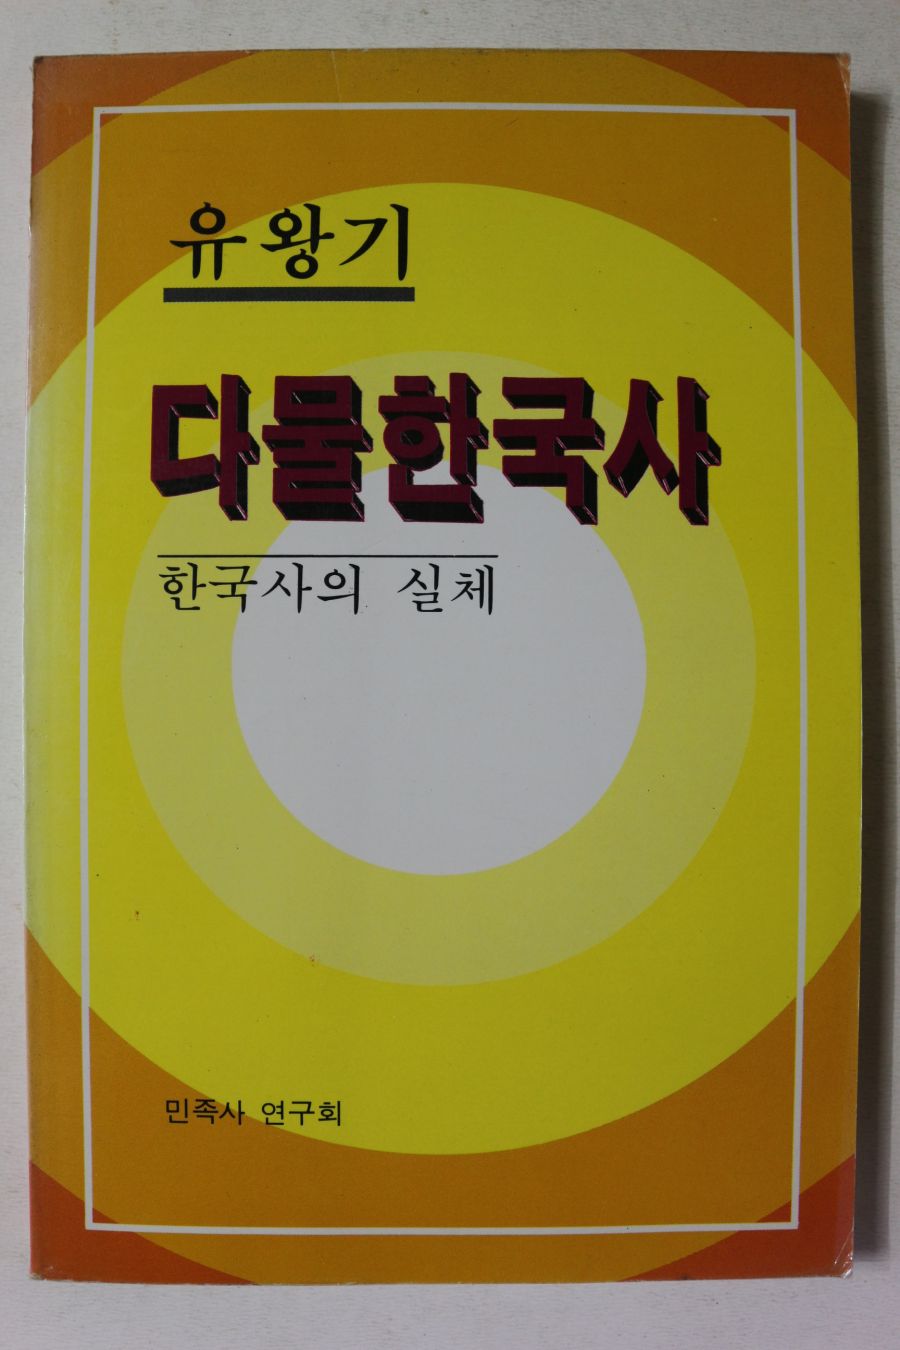 유왕기
다물한국사
한국사의 실체
민족사 연구회